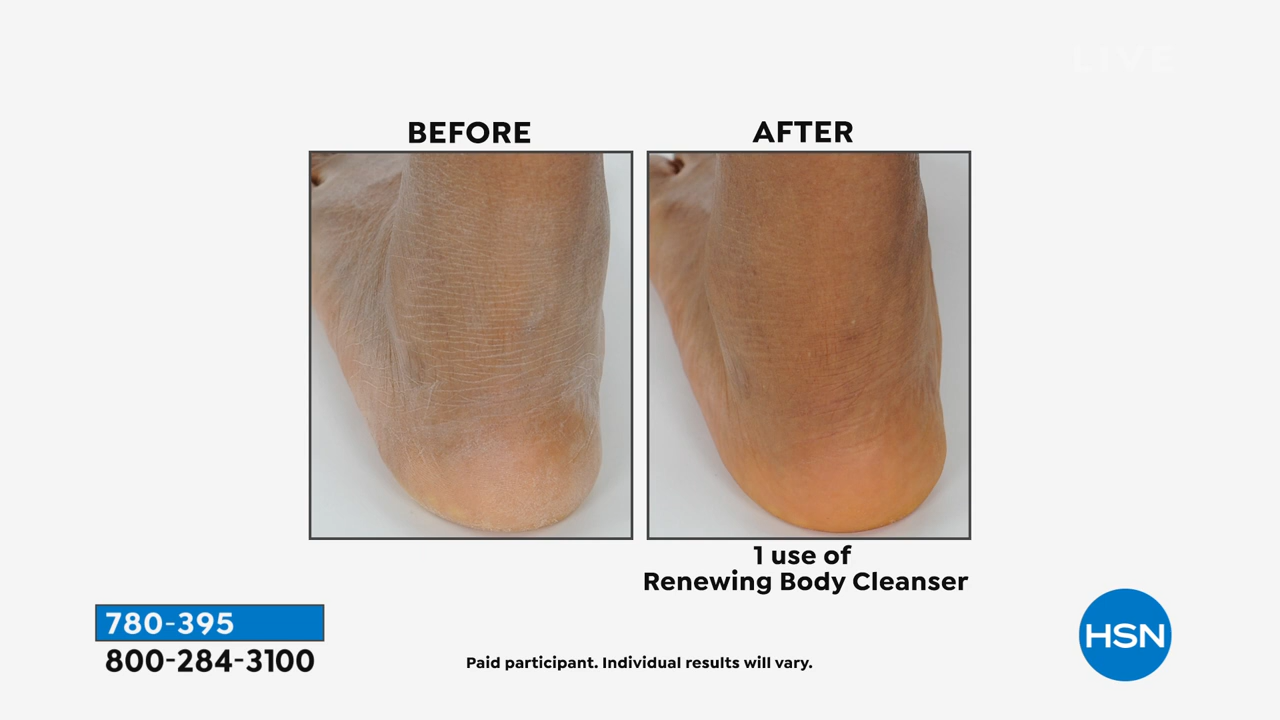 LIVE
BEFORE
AFTER
1 use of
Renewing Body Cleanser
780-395
800-284-3100
Paid participant. Individual results will vary.
HSN